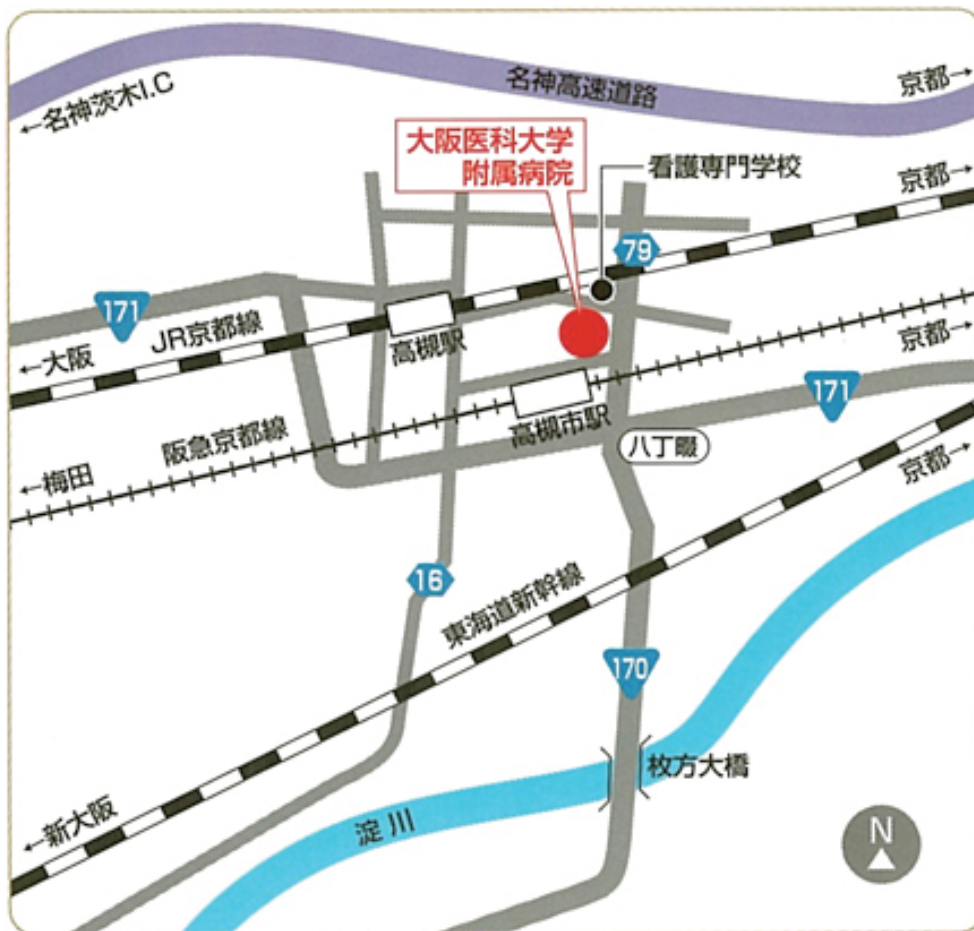 名神高速道路
京都→
←名神茨木I.C
大阪医科大学
附属病院
看護専門学校
京都→
79
171
JR京都線
高槻駅
←大阪
京都→
171
阪急京都線
高槻市駅
八丁畷
←梅田
京都→
16
東海道新幹線
170
枚方大橋
←新大阪
淀川
N